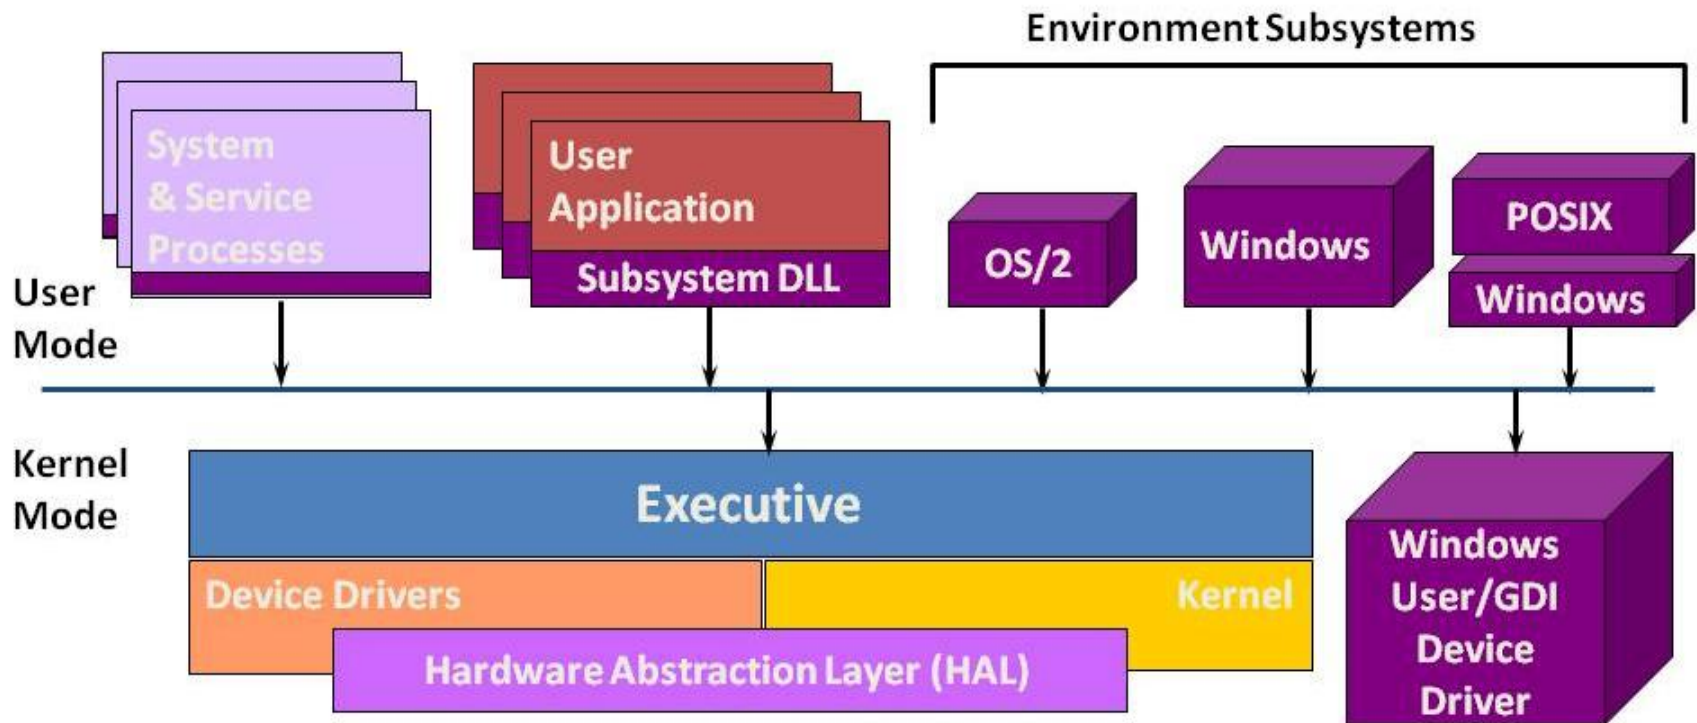 Environment Subsystems
System
& Service
Processes
User
Application
Subsystem DLL
OS/2
Windows
POSIX
Windows
User
Mode
Kernel
Mode
Executive
Device Drivers
Kernel
Hardware Abstraction Layer (HAL)
Windows
User/GDI
Device
Driver